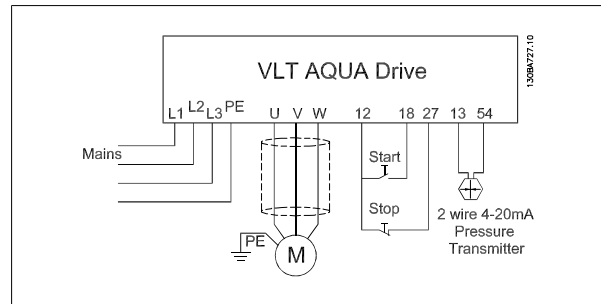 130BA727.10
VLT AQUA Drive
L1 L2 L3 PE U V W 12 18 27 13 54
Mains
Start
Stop
PE
M
2 wire 4-20mA
Pressure
Transmitter